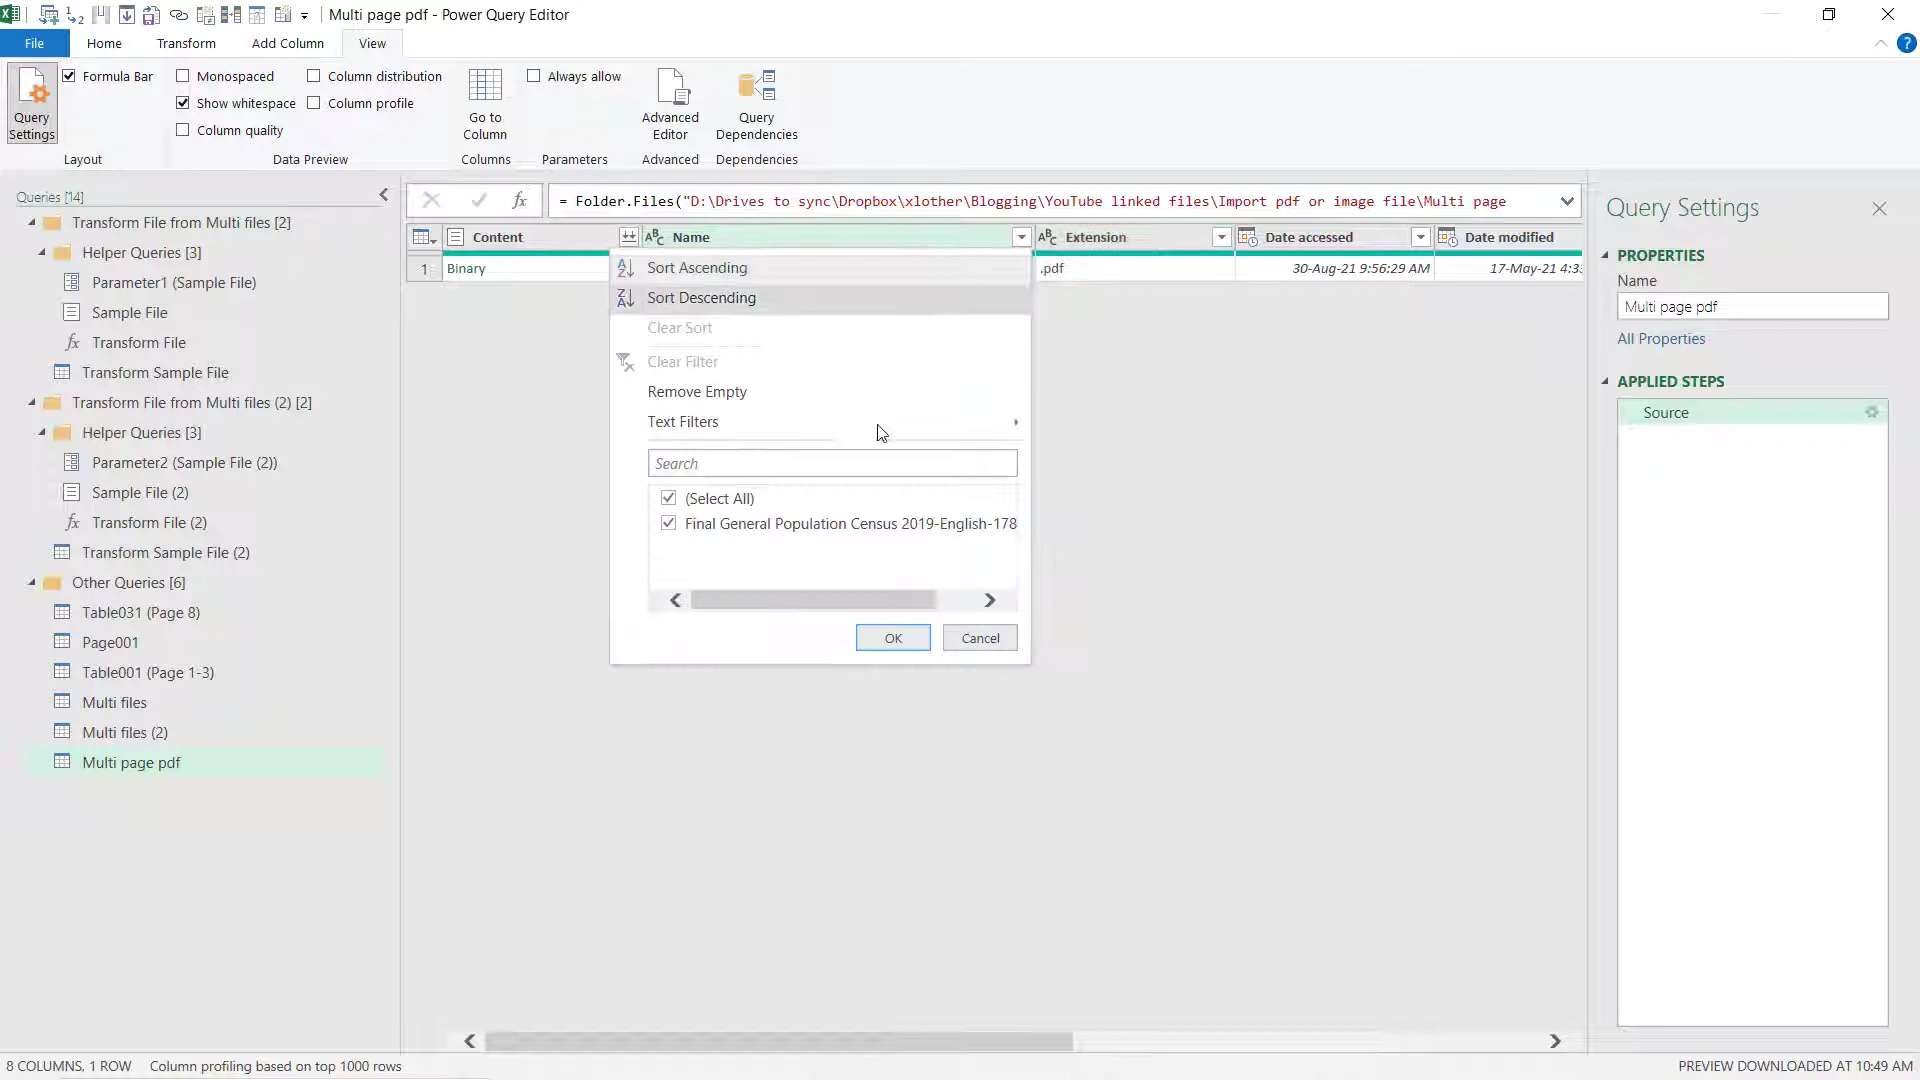 Multi page pdf - Power Query Editor
File Home Transform Add Column View
Formula Bar Monospaced Column distribution Always allow
Show whitespace Column profile
Column quality
Query Settings
Go to Column
Advanced Editor
Query Dependencies
Layout Data Preview Columns Parameters Advanced Dependencies
Queries [14]
Transform File from Multi files [2]
Helper Queries [3]
Parameter1 (Sample File)
Sample File
fx Transform File
Transform Sample File
Transform File from Multi files (2) [2]
Helper Queries [3]
Parameter2 (Sample File (2))
Sample File (2)
fx Transform File (2)
Transform Sample File (2)
Other Queries [6]
Table031 (Page 8)
Page001
Table001 (Page 1-3)
Multi files
Multi files (2)
Multi page pdf
fx = Folder.Files("D:\Drives to sync\Dropbox\xlother\Blogging\YouTube linked files\Import pdf or image file\Multi page
Content ABC Name ABC Extension Date accessed Date modified
1 Binary .pdf 30-Aug-21 9:56:29 AM 17-May-21 4:3
Sort Ascending
Sort Descending
Clear Sort
Clear Filter
Remove Empty
Text Filters
Search
(Select All)
Final General Population Census 2019-English-178
OK Cancel
Query Settings
PROPERTIES
Name
Multi page pdf
All Properties
APPLIED STEPS
Source
8 COLUMNS, 1 ROW Column profiling based on top 1000 rows
PREVIEW DOWNLOADED AT 10:49 AM